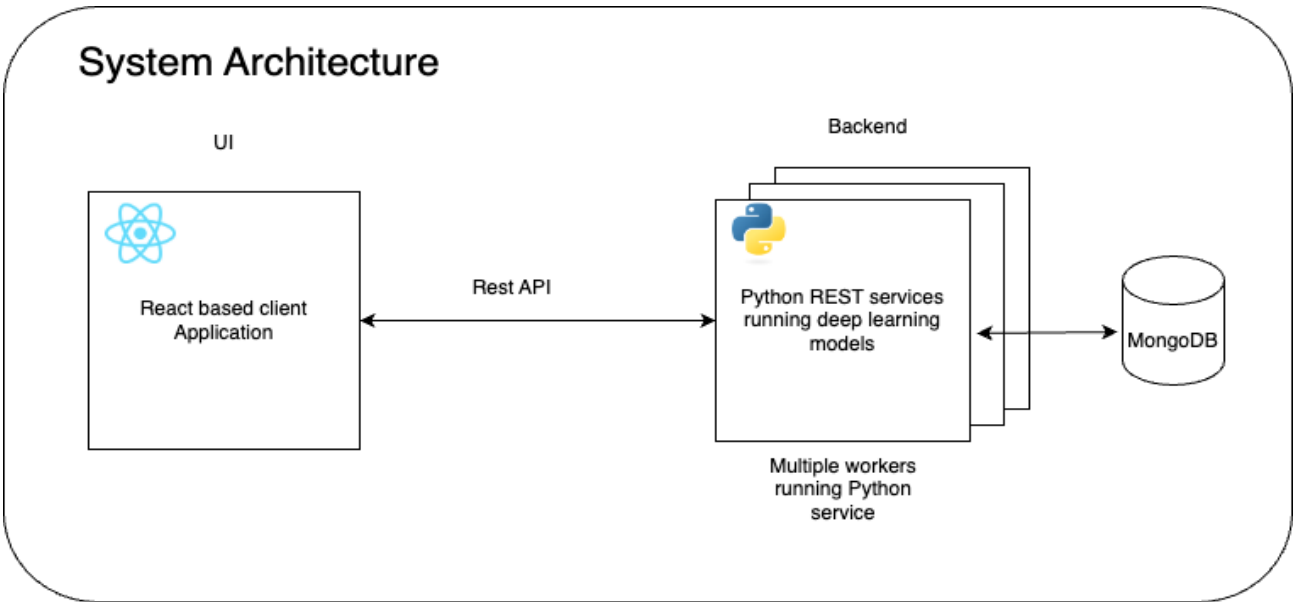 System Architecture
UI
Backend
React based client
Application
Rest API
Python REST services
running deep learning
models
MongoDB
Multiple workers
running Python
service